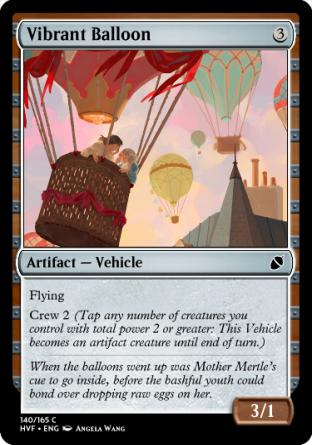 Vibrant Balloon 3
Artifact — Vehicle
Flying
Crew 2 (Tap any number of creatures you
control with total power 2 or greater: This Vehicle
becomes an artifact creature until end of turn.)
When the balloons went up was Mother Mertle's
cue to go inside, before the bashful youth could
bond over dropping raw eggs on her.
3/1
140/165 C
HVF • ENG Angela Wang